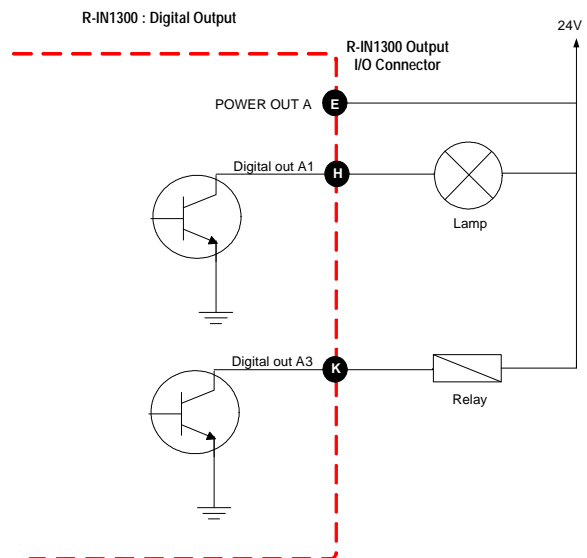 R-IN1300 : Digital Output
24V
R-IN1300 Output
I/O Connector
POWER OUT A
E
Digital out A1
H
Lamp
Digital out A3
K
Relay